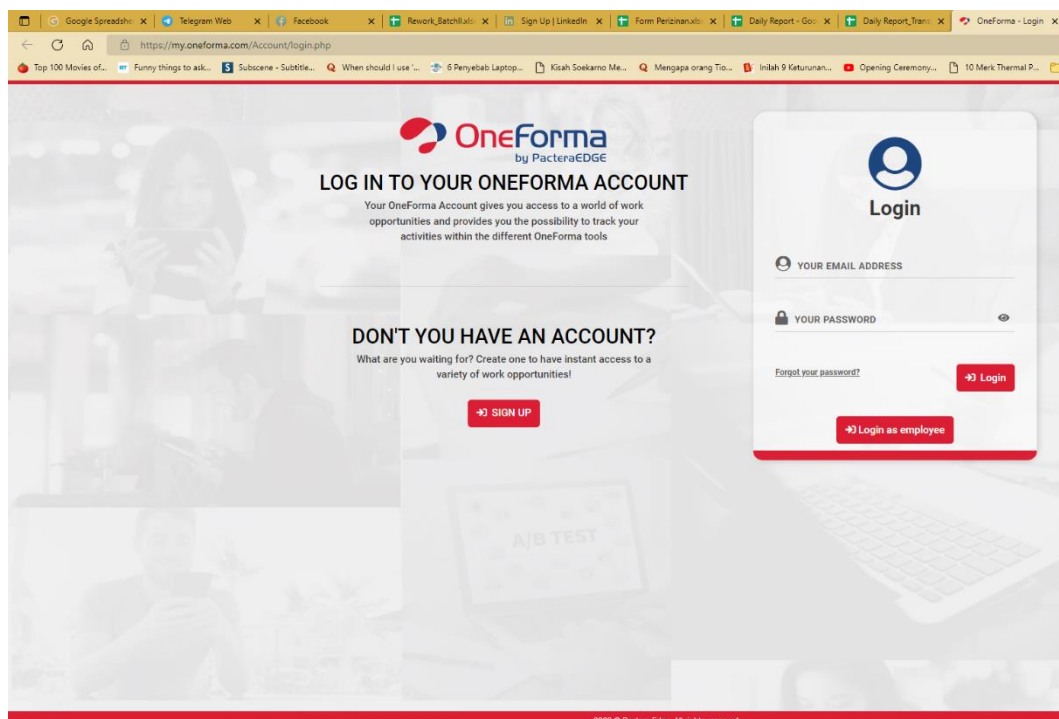 Google Spreadshe
Telegram Web
Facebook
Rework_BatchII.xls
Sign Up | LinkedIn
Form Perizinan.xls
Daily Report - Goo
Daily Report_Trans
OneForma - Login
https://my.oneforma.com/Account/login.php
Top 100 Movies of...
Funny things to ask...
Subscene - Subtitle...
When should I use '...
6 Penyebab Laptop...
Kisah Soekarno Me...
Mengapa orang Tio...
Inilah 9 Keturunan...
Opening Ceremony...
10 Merk Thermal P...
OneForma
by PacteraEDGE
LOG IN TO YOUR ONEFORMA ACCOUNT
Your OneForma Account gives you access to a world of work
opportunities and provides you the possibility to track your
activities within the different OneForma tools
DON'T YOU HAVE AN ACCOUNT?
What are you waiting for? Create one to have instant access to a
variety of work opportunities!
SIGN UP
Login
YOUR EMAIL ADDRESS
YOUR PASSWORD
Forgot your password?
Login
Login as employee
A/B TEST